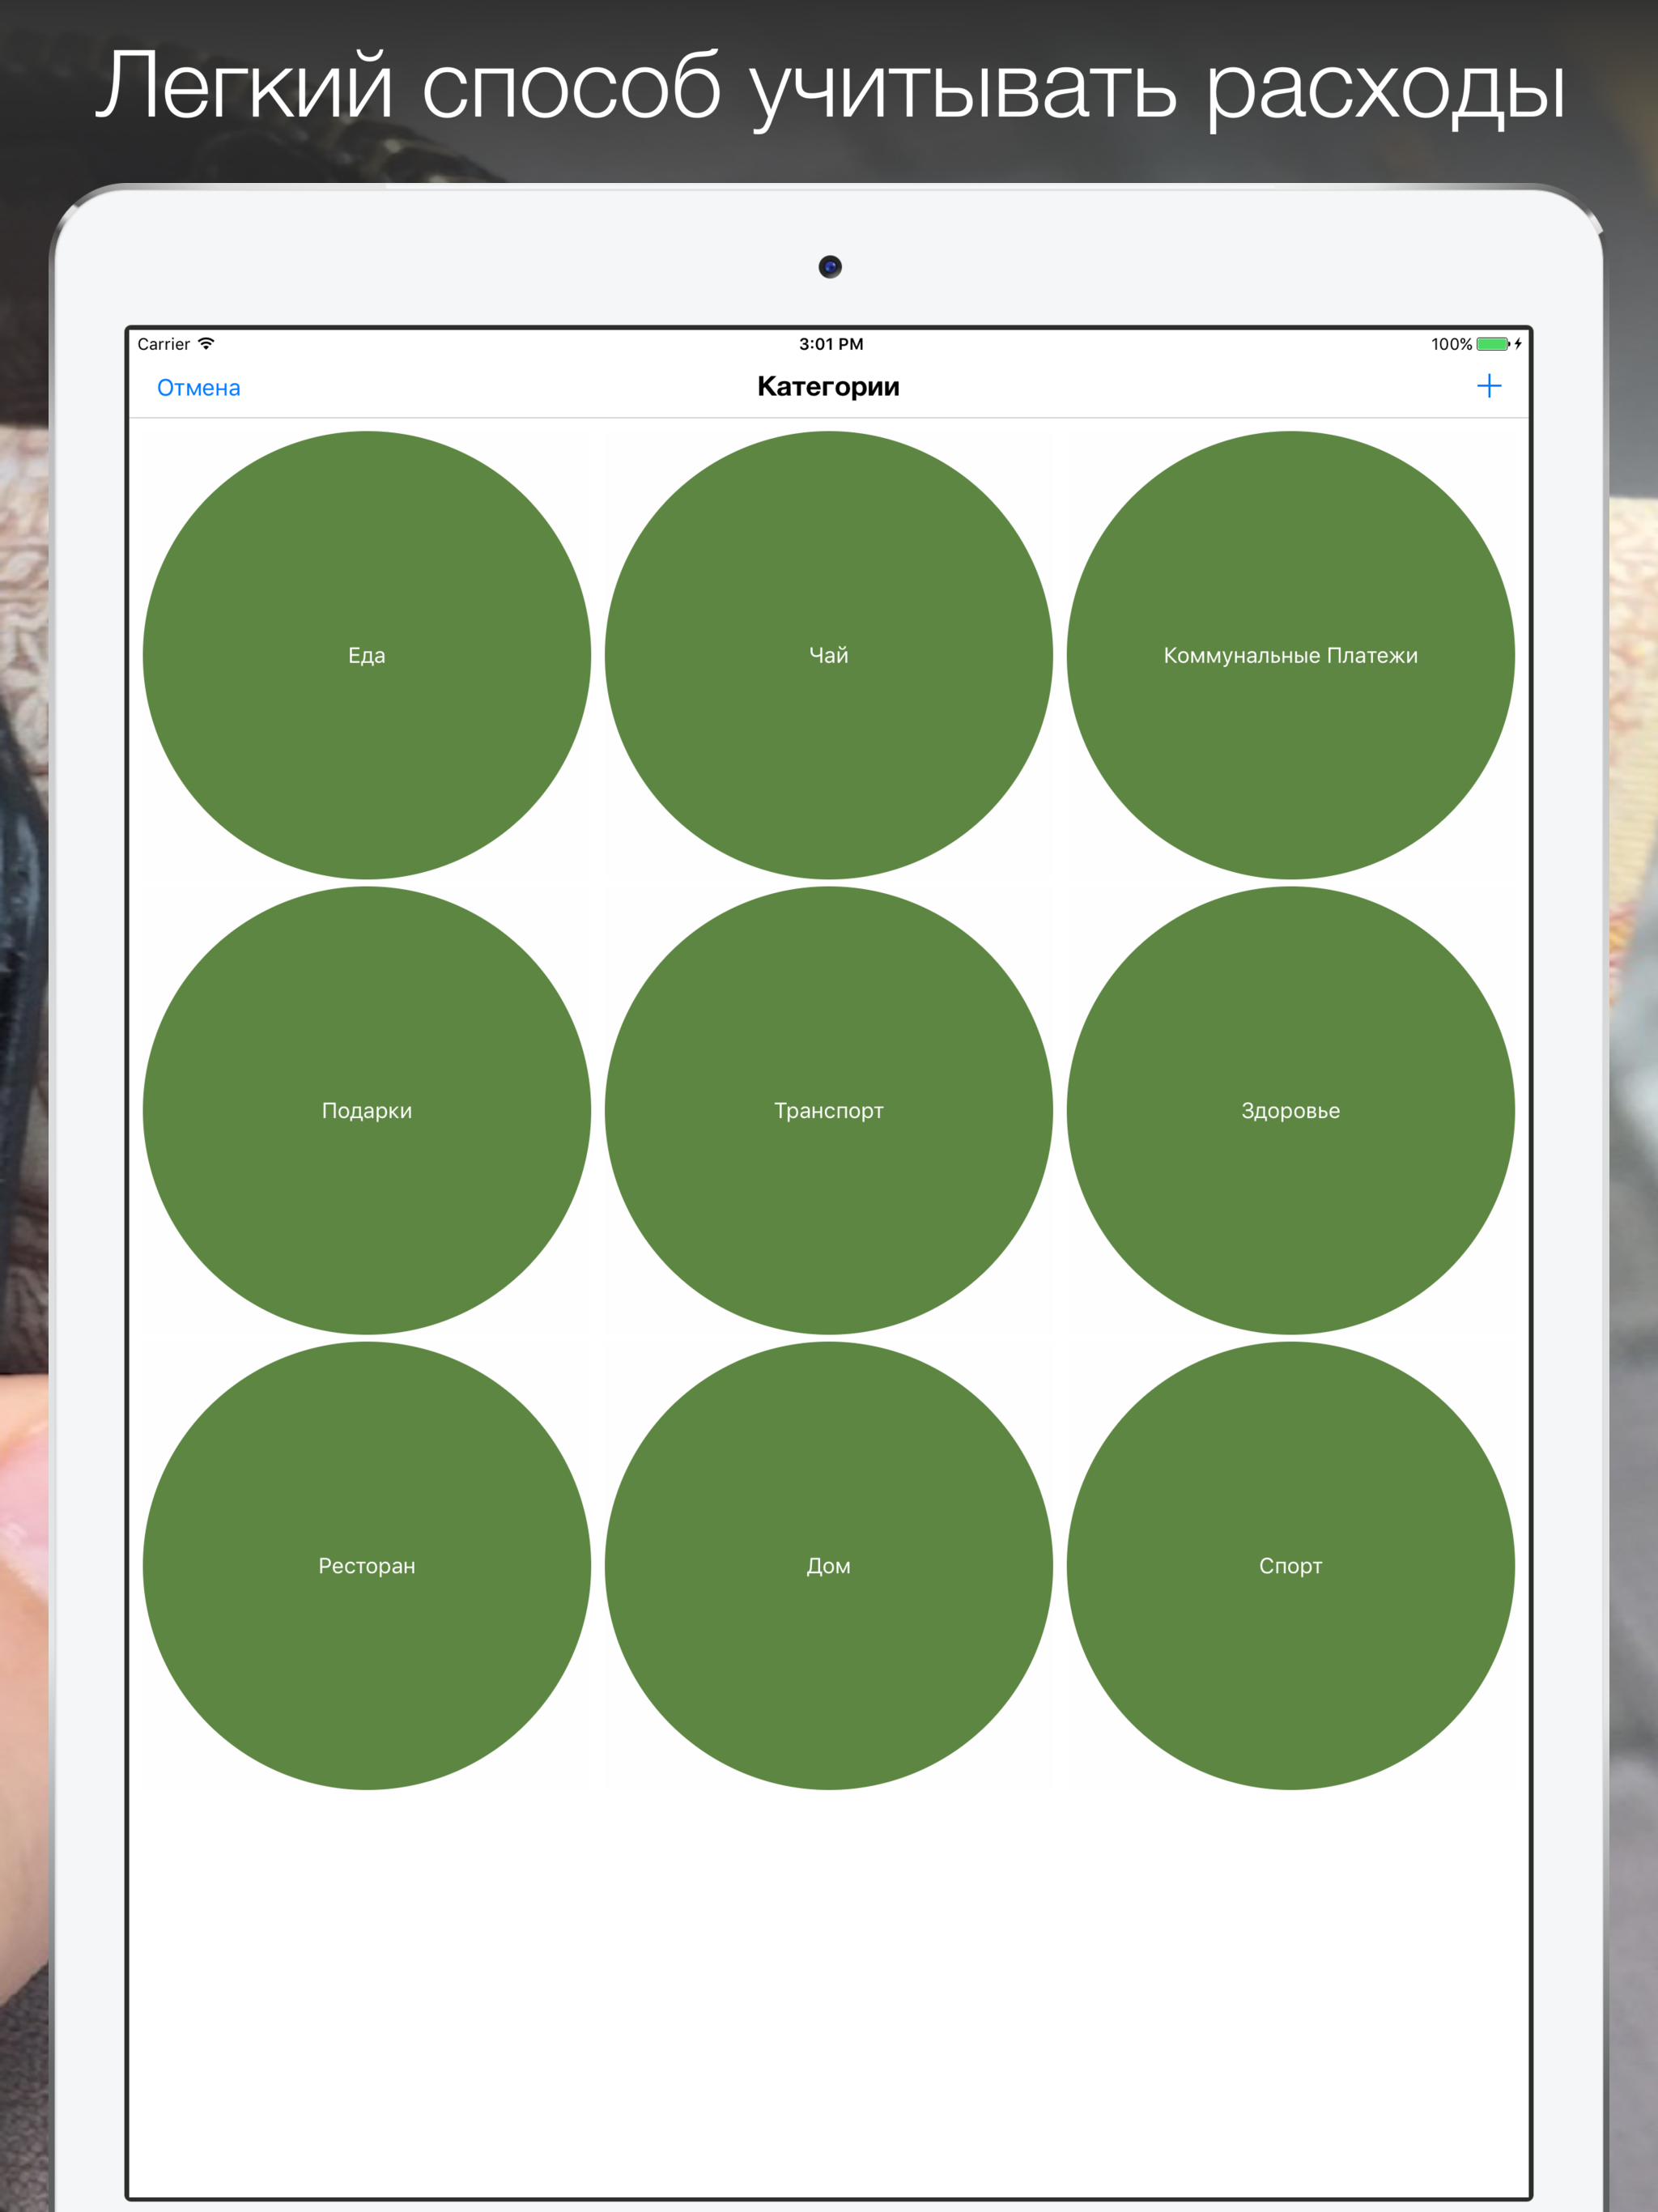 Легкий способ учитывать расходы
Carrier 3:01 PM 100%
Отмена Категории +
Еда Чай Коммунальные Платежи
Подарки Транспорт Здоровье
Ресторан Дом Спорт